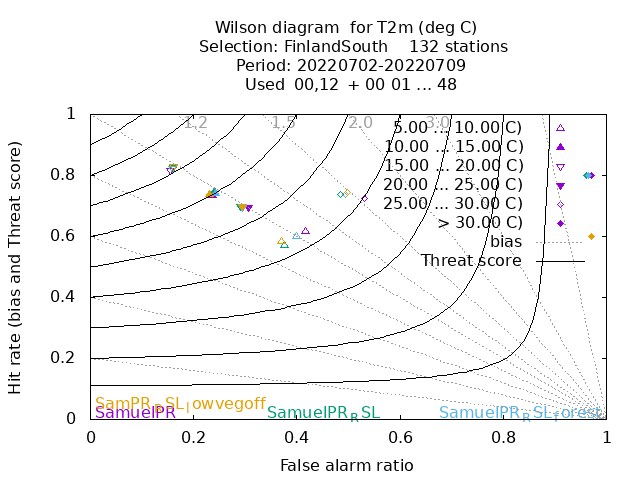 Wilson diagram  for T2m (deg C)
Selection: FinlandSouth    132 stations
Period: 20220702-20220709
Used  00,12  + 00 01 ... 48
Hit rate (bias and Threat score)
1
0.8
0.6
0.4
0.2
0
1.2
1.5
2.0
3.0
5.00 ... 10.00 C)
10.00 ... 15.00 C)
15.00 ... 20.00 C)
20.00 ... 25.00 C)
25.00 ... 30.00 C)
> 30.00 C)
bias
Threat score
SamPR_RSL_lowvegoff
SamuelPR
SamuelPR_RSL
SamuelPR_RSL_forest
0 0.2 0.4 0.6 0.8 1
False alarm ratio